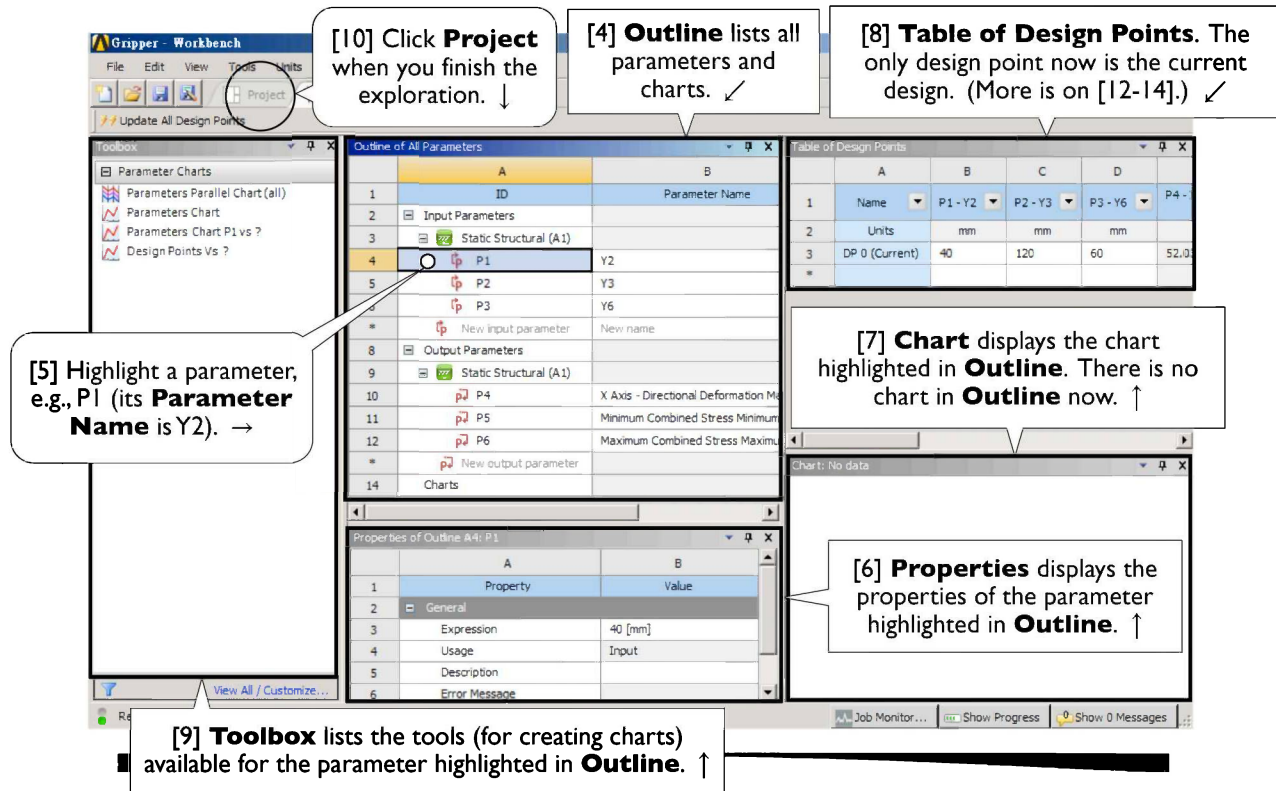 Gripper - Workbench
File Edit View Tools Units
Project
Update All Design Points
[10] Click Project
when you finish the
exploration. ↓
[4] Outline lists all
parameters and
charts. ↙
[8] Table of Design Points. The
only design point now is the current
design. (More is on [12-14].) ↙
Toolbox
Parameter Charts
Parameters Parallel Chart (all)
Parameters Chart
Parameters Chart P1 vs ?
Design Points Vs ?
View All / Customize...
Outline of All Parameters
A B
1 ID Parameter Name
2 Input Parameters
3 Static Structural (A1)
4 P1 Y2
5 P2 Y3
P3 Y6
* New input parameter New name
8 Output Parameters
9 Static Structural (A1)
10 P4 X Axis - Directional Deformation
11 P5 Minimum Combined Stress Minimum
12 P6 Maximum Combined Stress
* New output parameter
14 Charts
Table of Design Points
A B C D
1 Name P1 - Y2 P2 - Y3 P3 - Y6 P4 -
2 Units mm mm mm
3 DP 0 (Current) 40 120 60
*
[5] Highlight a parameter,
e.g., P1 (its Parameter
Name is Y2). →
[7] Chart displays the chart
highlighted in Outline. There is no
chart in Outline now. ↑
Properties of Outline A4: P1
A B
1 Property Value
2 General
3 Expression 40 [mm]
4 Usage Input
5 Description
6 Error Message
Chart: No data
[6] Properties displays the
properties of the parameter
highlighted in Outline. ↑
Job Monitor... Show Progress Show 0 Messages
[9] Toolbox lists the tools (for creating charts)
available for the parameter highlighted in Outline. ↑